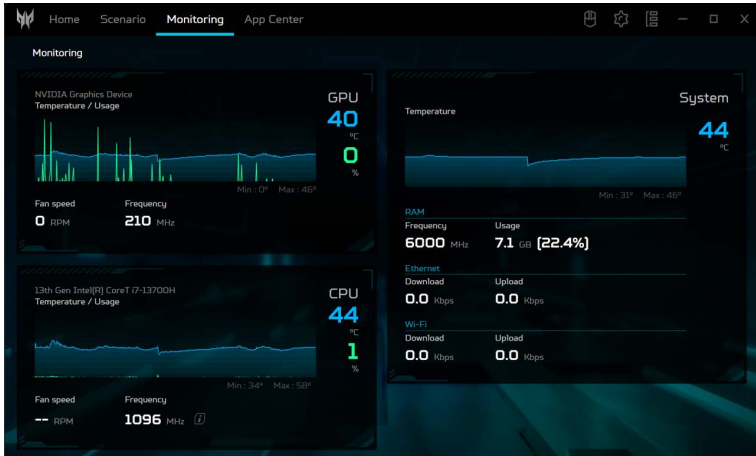 Home Scenario Monitoring App Center
Monitoring
NVIDIA Graphics Device
Temperature / Usage
GPU
40
°C
0
%
Min : 0° Max : 46°
Fan speed Frequency
0 RPM 210 MHz
13th Gen Intel(R) CoreT i7-13700H
Temperature / Usage
CPU
44
°C
1
%
Min : 34° Max : 58°
Fan speed Frequency
-- RPM 1096 MHz i
System
Temperature
44
°C
Min : 31° Max : 46°
RAM
Frequency Usage
6000 MHz 7.1 GB (22.4%)
Ethernet
Download Upload
0.0 Kbps 0.0 Kbps
Wi-Fi
Download Upload
0.0 Kbps 0.0 Kbps